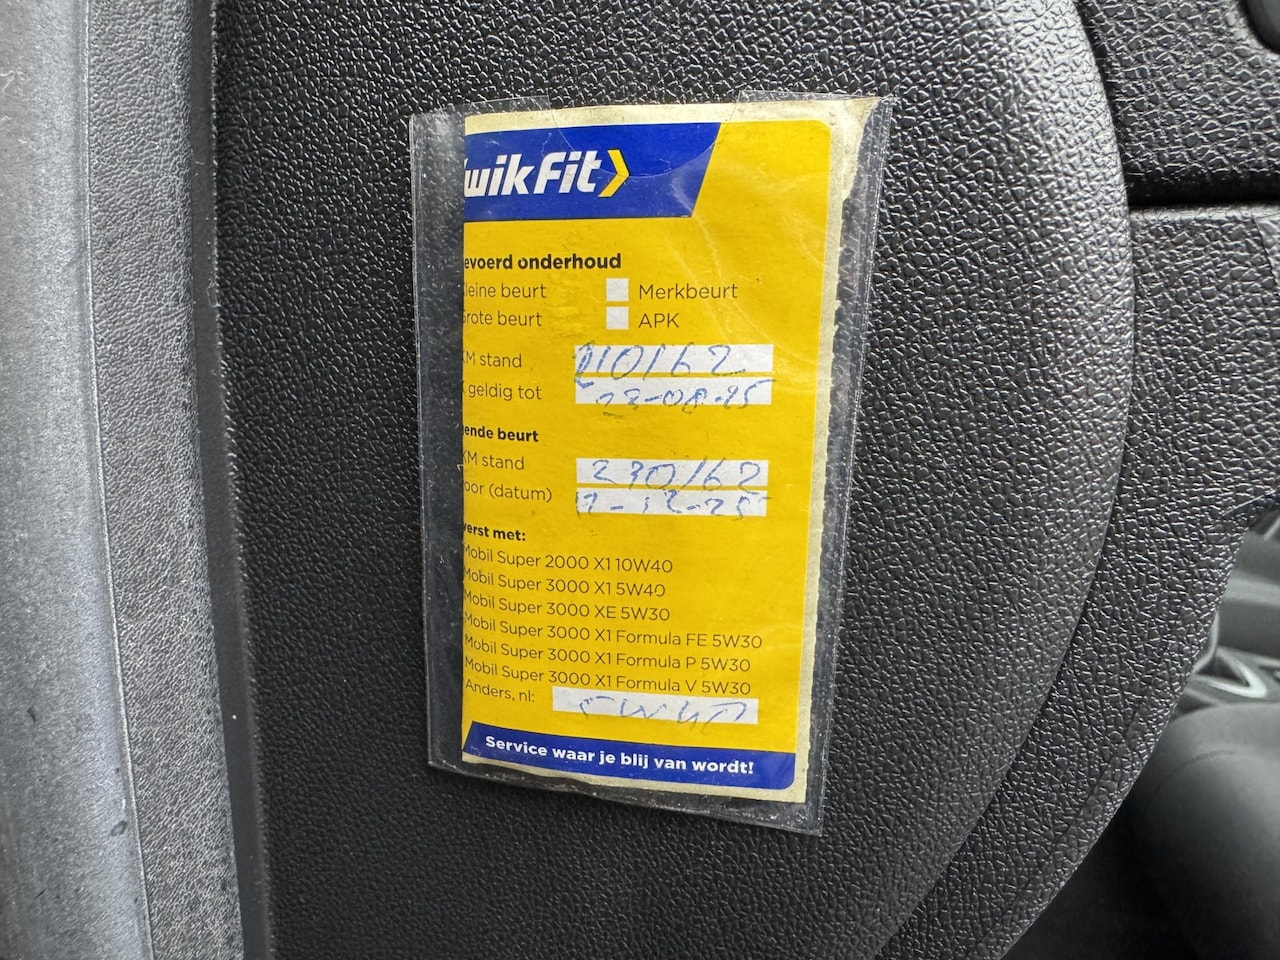 wikFit
evoerd onderhoud
leine beurt Merkbeurt
rote beurt APK
KM stand 210162
K geldig tot 23-08-25
ende beurt
KM stand 230162
oor (datum) 17-12-25
verst met:
Mobil Super 2000 X1 10W40
Mobil Super 3000 X1 5W40
Mobil Super 3000 XE 5W30
Mobil Super 3000 X1 Formula FE 5W30
Mobil Super 3000 X1 Formula P 5W30
Mobil Super 3000 X1 Formula V 5W30
Anders, nl: 5W40
Service waar je blij van wordt!